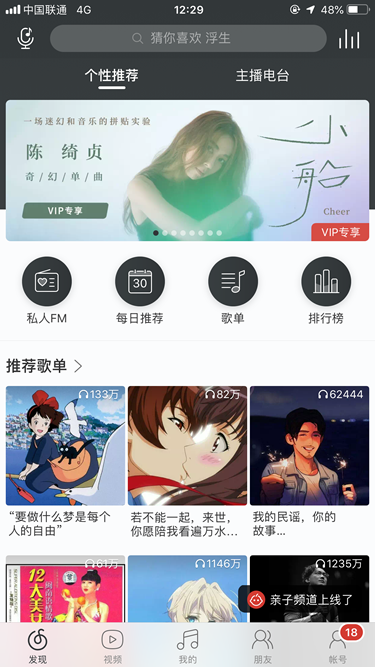 中国联通 4G 12:29 48%
猜你喜欢 浮生
个性推荐 主播电台
一场迷幻和音乐的拼贴实验
陈 绮 贞
奇/幻/单/曲
VIP专享
小船
Cheer
VIP专享
30
私人FM 每日推荐 歌单 排行榜
推荐歌单
133万 82万 62444
“要做什么梦是每个
人的自由”
若不能一起，来世，
你愿陪我看遍万水...
我的民谣，你的
故事...
61万 1146万 1235万
12大美女
亲子频道上线了
18
发现 视频 我的 朋友 帐号